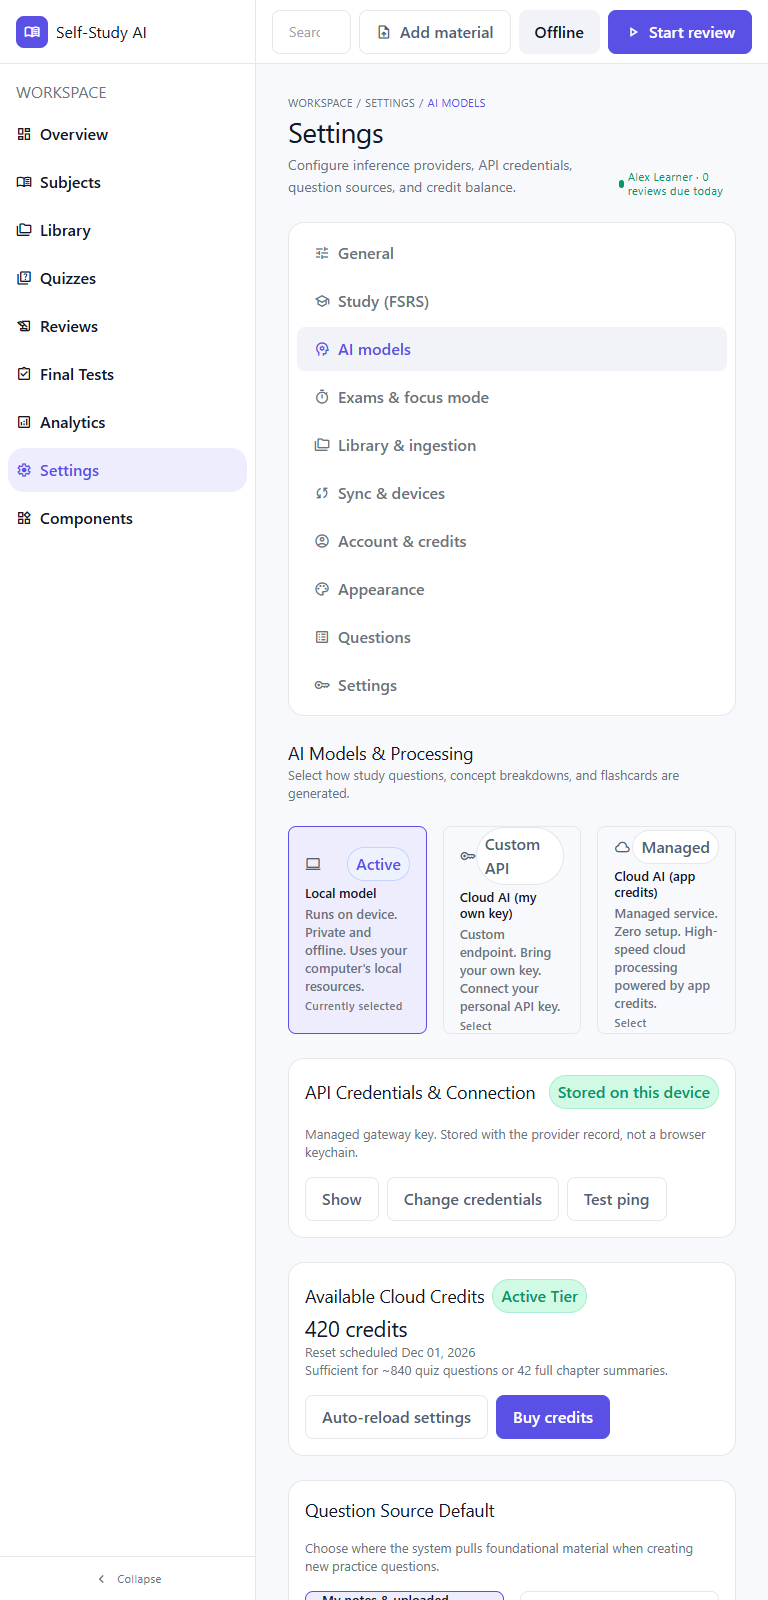 Self-Study AI
Searc
Add material
Offline
Start review
WORKSPACE
Overview
Subjects
Library
Quizzes
Reviews
Final Tests
Analytics
Settings
Components
Collapse
WORKSPACE / SETTINGS / AI MODELS
Settings
Configure inference providers, API credentials,
question sources, and credit balance.
Alex Learner · 0
reviews due today
General
Study (FSRS)
AI models
Exams & focus mode
Library & ingestion
Sync & devices
Account & credits
Appearance
Questions
Settings
AI Models & Processing
Select how study questions, concept breakdowns, and flashcards are
generated.
Active
Local model
Runs on device.
Private and
offline. Uses your
computer's local
resources.
Currently selected
Custom
API
Cloud AI (my
own key)
Custom
endpoint. Bring
your own key.
Connect your
personal API key.
Select
Managed
Cloud AI (app
credits)
Managed service.
Zero setup. High-
speed cloud
processing
powered by app
credits.
Select
API Credentials & Connection
Stored on this device
Managed gateway key. Stored with the provider record, not a browser
keychain.
Show
Change credentials
Test ping
Available Cloud Credits
Active Tier
420 credits
Reset scheduled Dec 01, 2026
Sufficient for ~840 quiz questions or 42 full chapter summaries.
Auto-reload settings
Buy credits
Question Source Default
Choose where the system pulls foundational material when creating
new practice questions.
My notes & uploaded